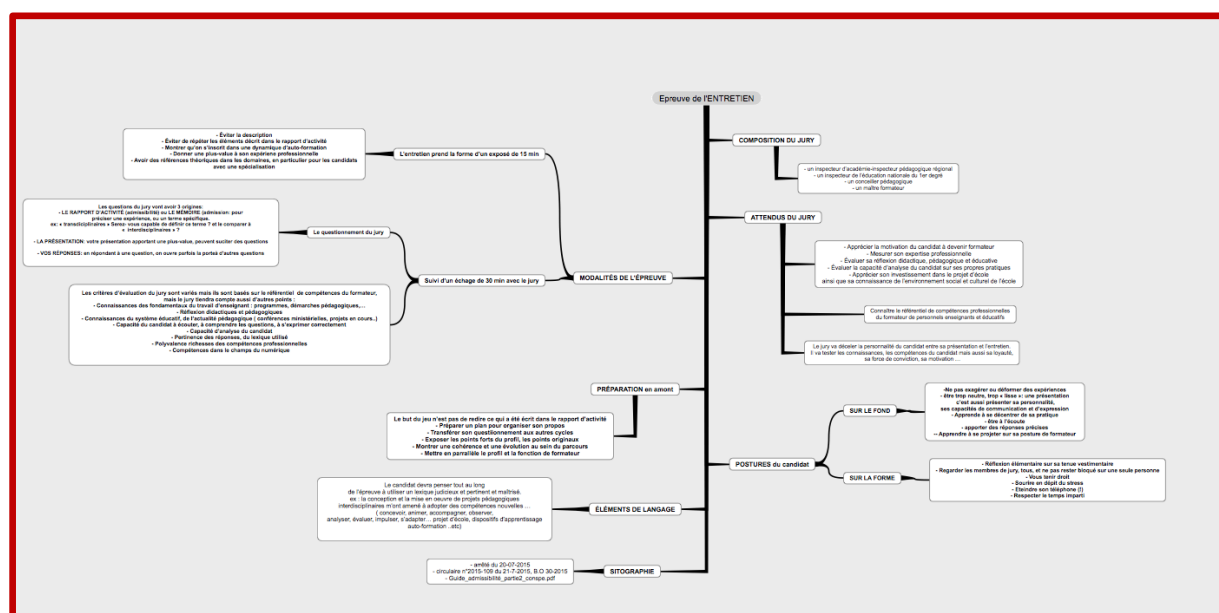 Epreuve de l'ENTRETIEN
COMPOSITION DU JURY
- un inspecteur d'académie-inspecteur pédagogique régional
- un inspecteur de l'éducation nationale du 1er degré
- un conceiller pédagogique
- un maître formateur
ATTENDUS DU JURY
- Apprécier la motivation du candidat à devenir formateur
- Mesurer son expertise professionnelle
- Évaluer sa réflexion didactique, pédagogique et éducative
- Évaluer la capacité d'analyse du candidat sur ses propres pratiques
- Apprécier son investissement dans le projet d'école
ainsi que sa connaissance de l'environnement social et culturel de l'école
Connaître le référentiel de compétences professionnelles
du formateur de personnels enseignants et éducatifs
Le jury va déceler la personnalité du candidat entre sa présentation et l'entretien.
Il va tester les connaissances, les compétences du candidat mais aussi sa loyauté,
sa force de conviction, sa motivation ...
POSTURES du candidat
SUR LE FOND
-Ne pas exagérer ou déformer des expériences
- être trop neutre, trop « lisse »: une présentation
c'est aussi présenter sa personnalité,
ses capacités de communication et d'expression
- Apprends à se décentrer de sa pratique
- être à l'écoute
- apporter des réponses précises
-- Apprendre à se projeter sur sa posture de formateur
SUR LA FORME
- Réflexion élémentaire sur sa tenue vestimentaire
- Regarder les membres de jury, tous, et ne pas rester bloqué sur une seule personne
- Vous tenir droit
- Sourire en dépit du stress
- Eteindre son téléphone (!)
- Respecter le temps imparti
MODALITÉS DE L'ÉPREUVE
L'entretien prend la forme d'un exposé de 15 min
- Éviter la description
- Éviter de répéter les éléments décrit dans le rapport d'activité
- Montrer qu'on s'inscrit dans une dynamique d'auto-formation
- Donner une plus-value à son expérience professionnelle
- Avoir des références théoriques dans les domaines, en particulier pour les candidats
avec une spécialisation
Suivi d'un échage de 30 min avec le jury
Le questionnement du jury
Les questions du jury vont avoir 3 origines:
- LE RAPPORT D'ACTIVITÉ (admissibilité) ou LE MÉMOIRE (admission: pour
préciser une expérience, ou un terme spécifique.
ex: « transdiciplinaires » Serez- vous capable de définir ce terme ? et le comparer à
« interdisciplinaires » ?
- LA PRÉSENTATION: votre présentation apportant une plus-value, peuvent suciter des questions
- VOS RÉPONSES: en répondant à une question, on ouvre parfois la portes d'autres questions
Les critères d'évaluation du jury sont variés mais ils sont basés sur le référentiel de compétences du formateur,
mais le jury tiendra compte aussi d'autres points :
- Connaissances des fondamentaux du travail d'enseignant : programmes, démarches pédagogiques,...
- Réflexion didactiques et pédagogiques
- Connaissances du système éducatif, de l'actualité pédagogique ( conférences ministérielles, projets en cours..)
- Capacité du candidat à écouter, à comprendre les questions, à s'exprimer correctement
- Capacité d'analyse du candidat
- Pertinence des réponses, du lexique utilisé
- Polyvalence richesses des compétences professionnelles
- Compétences dans le champs du numérique
PRÉPARATION en amont
Le but du jeu n'est pas de redire ce qui a été écrit dans le rapport d'activité
- Préparer un plan pour organiser son propos
- Transférer son questionnement aux autres cycles
- Exposer les points forts du profil, les points originaux
- Montrer une cohérence et une évolution au sein du parcours
- Mettre en parrallèle le profil et la fonction de formateur
ÉLÉMENTS DE LANGAGE
Le candidat devra penser tout au long
de l'épreuve à utiliser un lexique judicieux et pertinent et maîtrisé.
ex : la conception et la mise en oeuvre de projets pédagogiques
interdisciplinaires m'ont amené à adopter des compétences nouvelles ...
( concevoir, animer, accompagner, observer,
analyser, évaluer, impulser, s'adapter... projet d'école, dispositifs d'apprentissage
auto-formation ..etc)
SITOGRAPHIE
- arrêté du 20-07-2015
- circulaire n°2015-109 du 21-7-2015, B.O 30-2015
- Guide_admissibilité_partie2_conspe.pdf